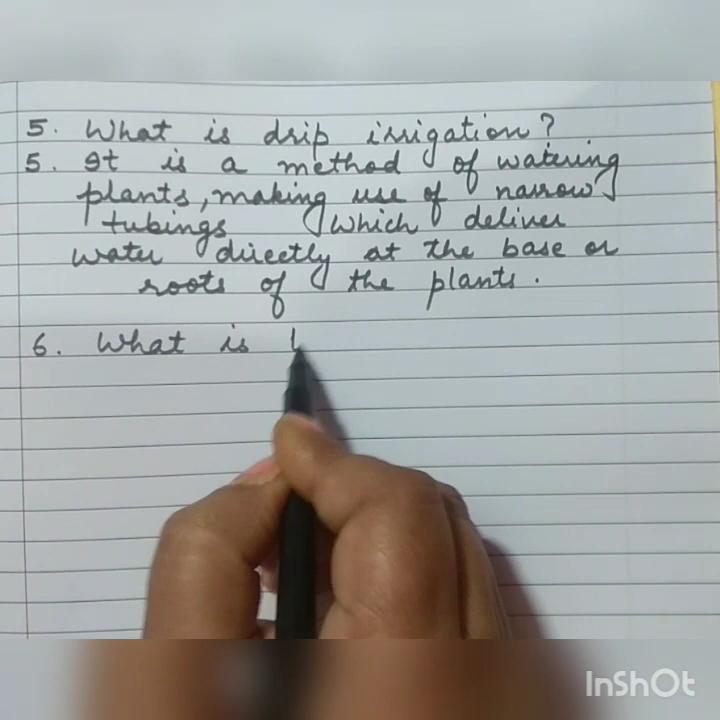 5. What is drip irrigation?
5. It is a method of watering
plants, making use of narrow
tubings which deliver
water directly at the base or
roots of the plants.
6. What is
InShOt